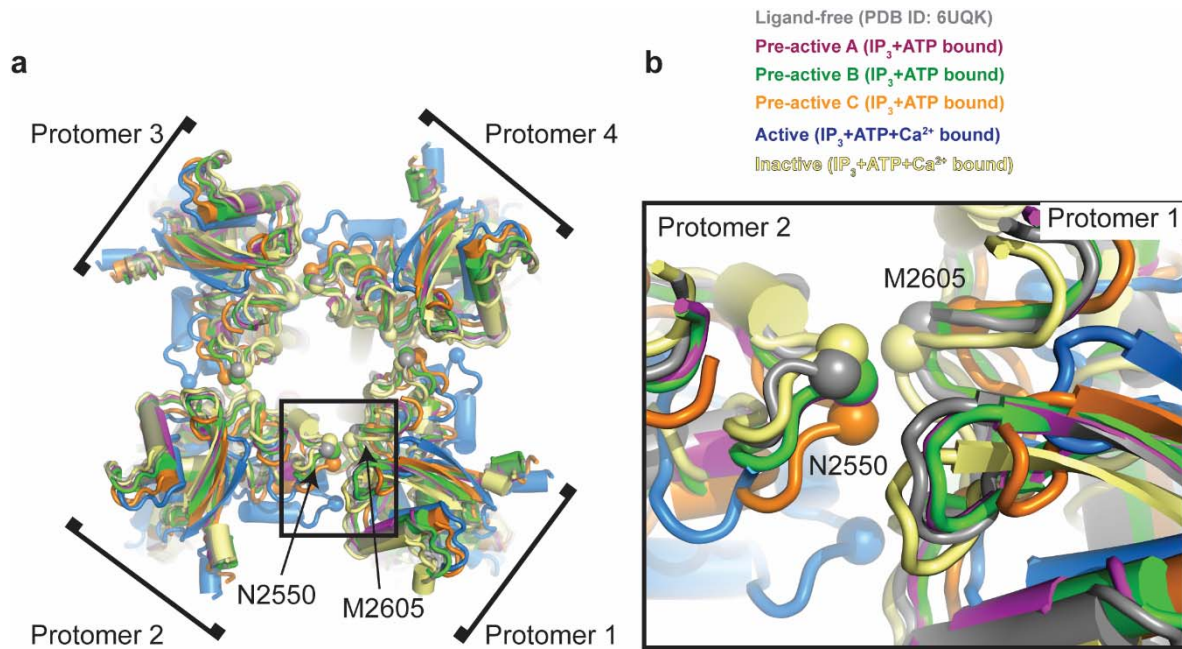 a
Protomer 3
Protomer 4
N2550
M2605
Protomer 2
Protomer 1
b
Ligand-free (PDB ID: 6UQK)
Pre-active A (IP₃+ATP bound)
Pre-active B (IP₃+ATP bound)
Pre-active C (IP₃+ATP bound)
Active (IP₃+ATP+Ca²⁺ bound)
Inactive (IP₃+ATP+Ca²⁺ bound)
Protomer 2
Protomer 1
M2605
N2550